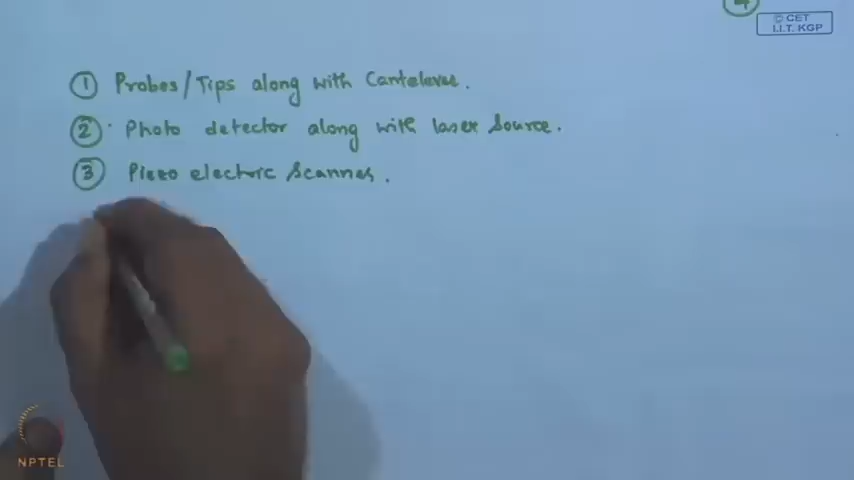 4
© CET
I.I.T. KGP
① Probes/Tips along with Cantelever.
② Photo detector along with laser Source.
③ Piezo electric Scanner.
NPTEL